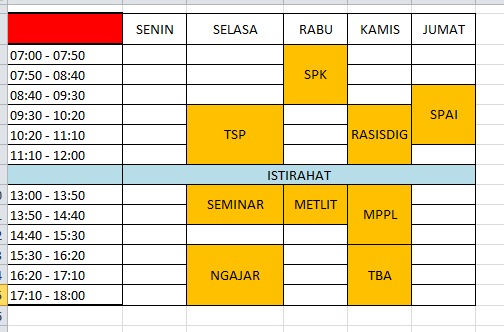 SENIN SELASA RABU KAMIS JUMAT
07:00 - 07:50
07:50 - 08:40 SPK
08:40 - 09:30
09:30 - 10:20 SPAI
10:20 - 11:10 TSP RASISDIG
11:10 - 12:00
ISTIRAHAT
13:00 - 13:50 SEMINAR METLIT
13:50 - 14:40 MPPL
14:40 - 15:30
15:30 - 16:20
16:20 - 17:10 NGAJAR TBA
17:10 - 18:00